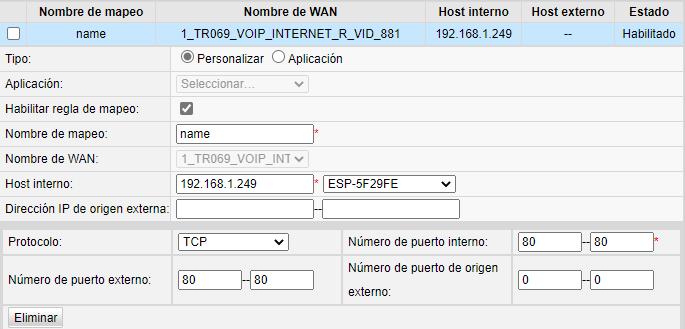 Nombre de mapeo Nombre de WAN Host interno Host externo Estado
name 1_TR069_VOIP_INTERNET_R_VID_881 192.168.1.249 -- Habilitado
Tipo: Personalizar Aplicación
Aplicación: Seleccionar...
Habilitar regla de mapeo:
Nombre de mapeo: name*
Nombre de WAN: 1_TR069_VOIP_INT
Host interno: 192.168.1.249* ESP-5F29FE
Dirección IP de origen externa: --
Protocolo: TCP Número de puerto interno: 80--80*
Número de puerto externo: 80--80 Número de puerto de origen
externo: 0--0
Eliminar